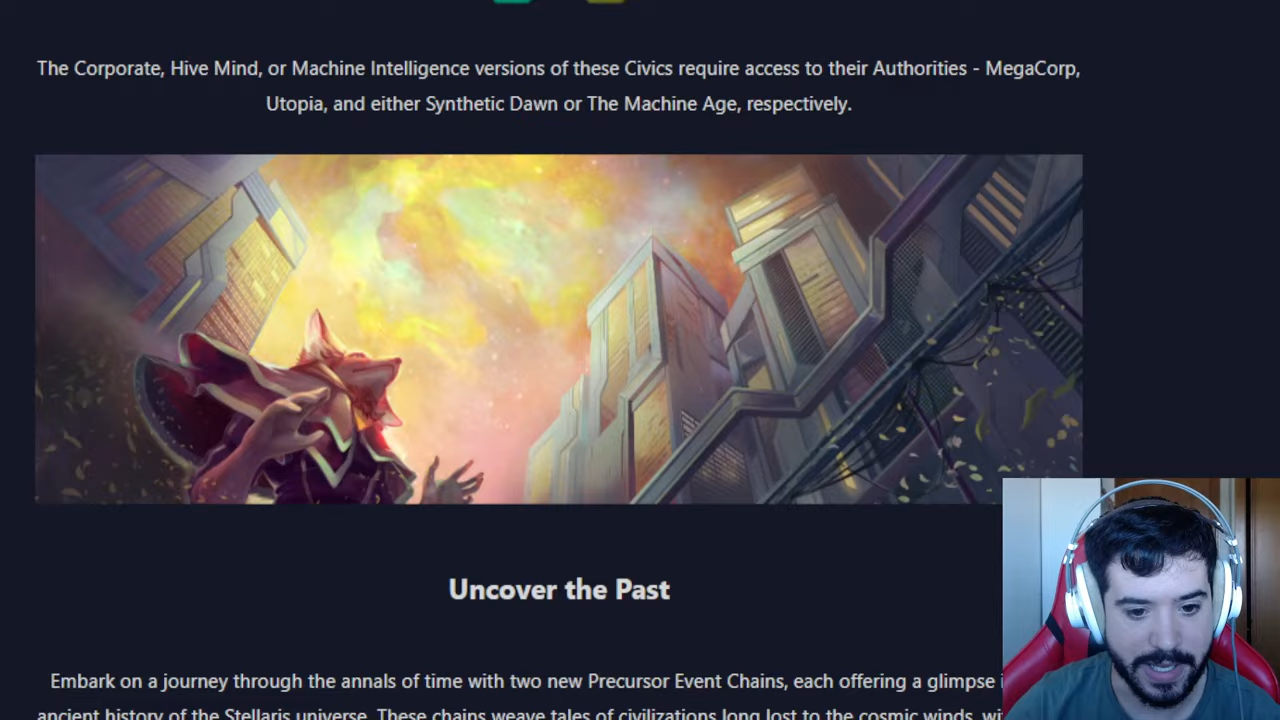 The Corporate, Hive Mind, or Machine Intelligence versions of these Civics require access to their Authorities - MegaCorp,
Utopia, and either Synthetic Dawn or The Machine Age, respectively.
Uncover the Past
Embark on a journey through the annals of time with two new Precursor Event Chains, each offering a glimpse
ancient history of the Stellaris universe. These chains weave tales of civilizations long lost to the cosmic winds,